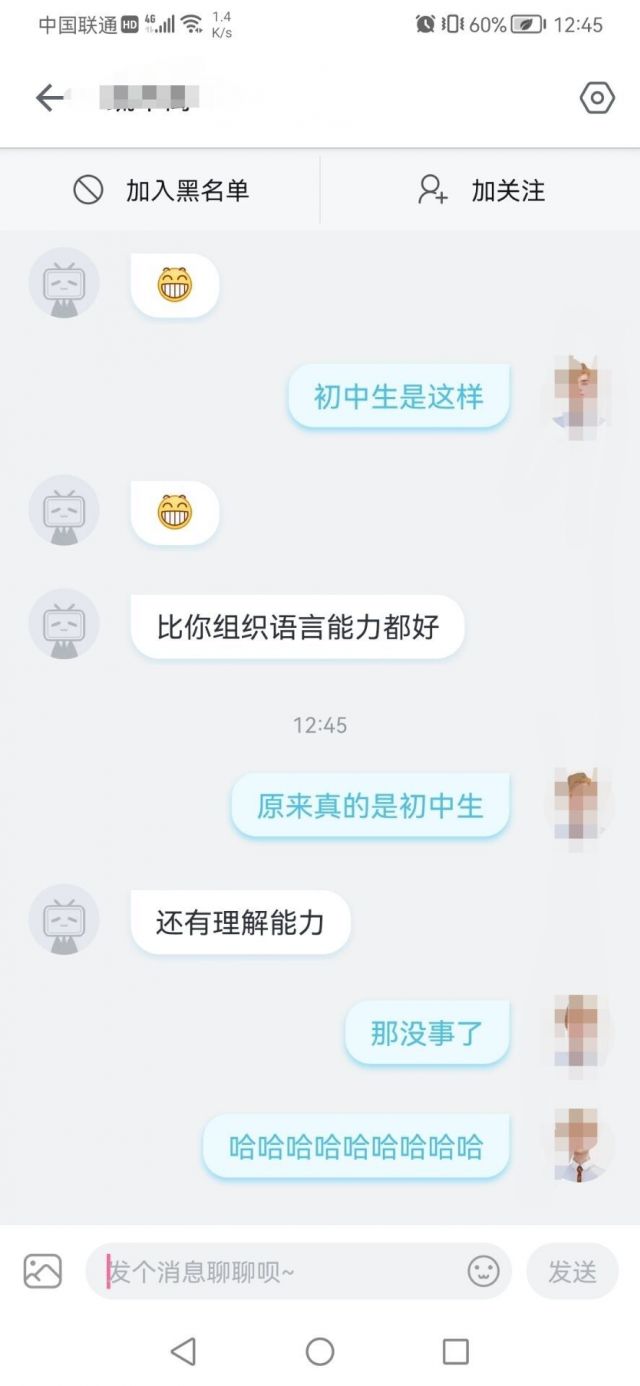 中国联通 HD 4G 1.4 K/s 60% 12:45
加入黑名单 加关注
初中生是这样
比你组织语言能力都好
12:45
原来真的是初中生
还有理解能力
那没事了
哈哈哈哈哈哈哈哈哈
发个消息聊聊呗~ 发送